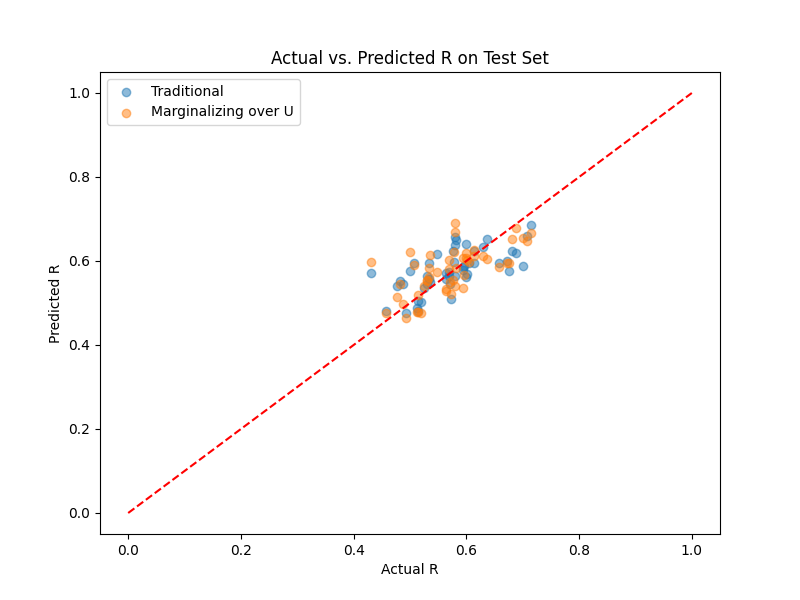 Actual vs. Predicted R on Test Set
Traditional
Marginalizing over U
1.0
0.8
0.6
0.4
0.2
0.0
Predicted R
0.0 0.2 0.4 0.6 0.8 1.0
Actual R